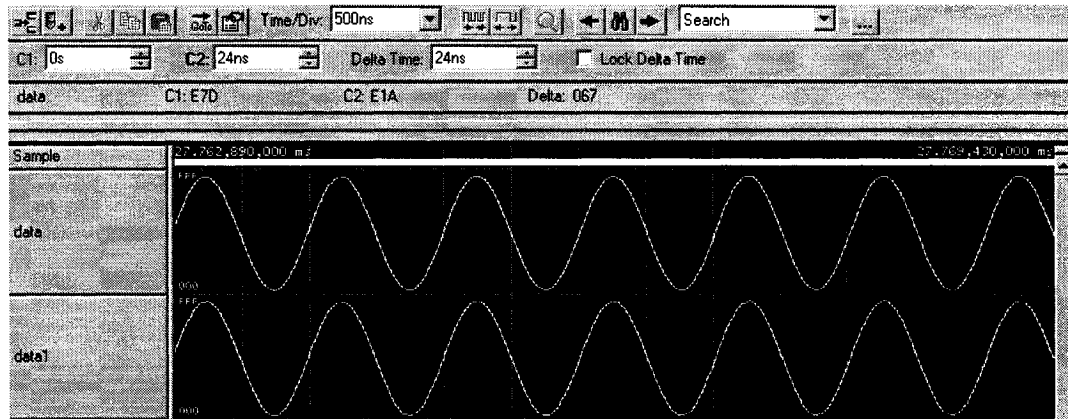 GoTo Time/Div: 500ns Search ...
C1: 0s C2: 24ns Delta Time: 24ns Lock Delta Time
data C1: E7D C2: E1A Delta: 067
Sample 27.762,890,000 ms 27.769,430,000 ms
FFF
data
000
FFF
data1
000